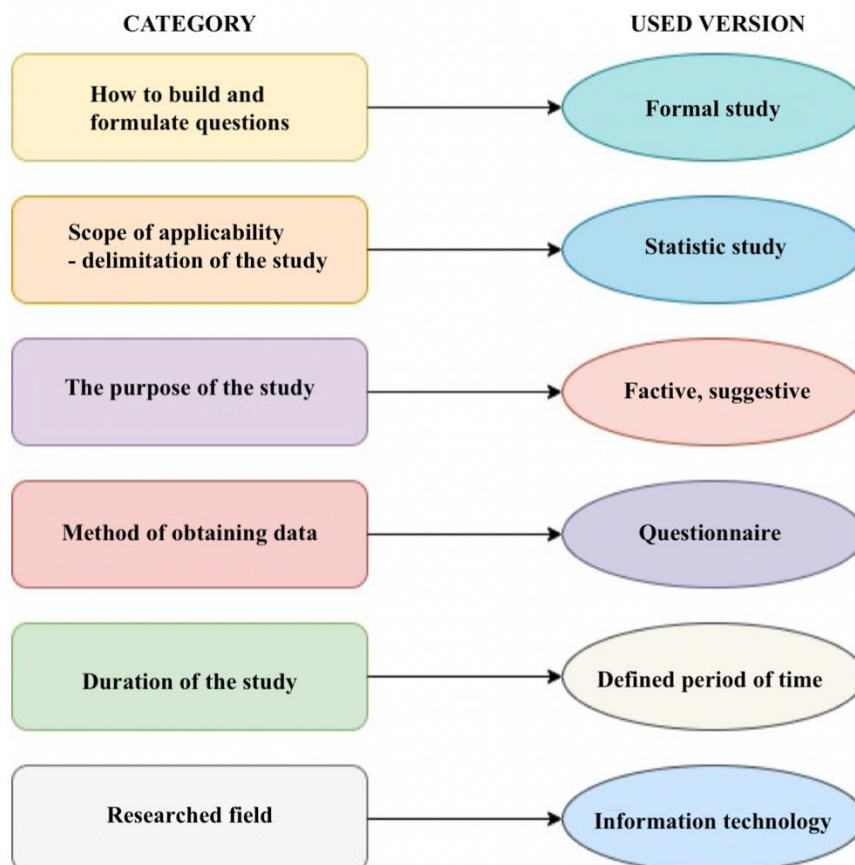 CATEGORY
USED VERSION
How to build and
formulate questions
Formal study
Scope of applicability
- delimitation of the study
Statistic study
The purpose of the study
Factive, suggestive
Method of obtaining data
Questionnaire
Duration of the study
Defined period of time
Researched field
Information technology